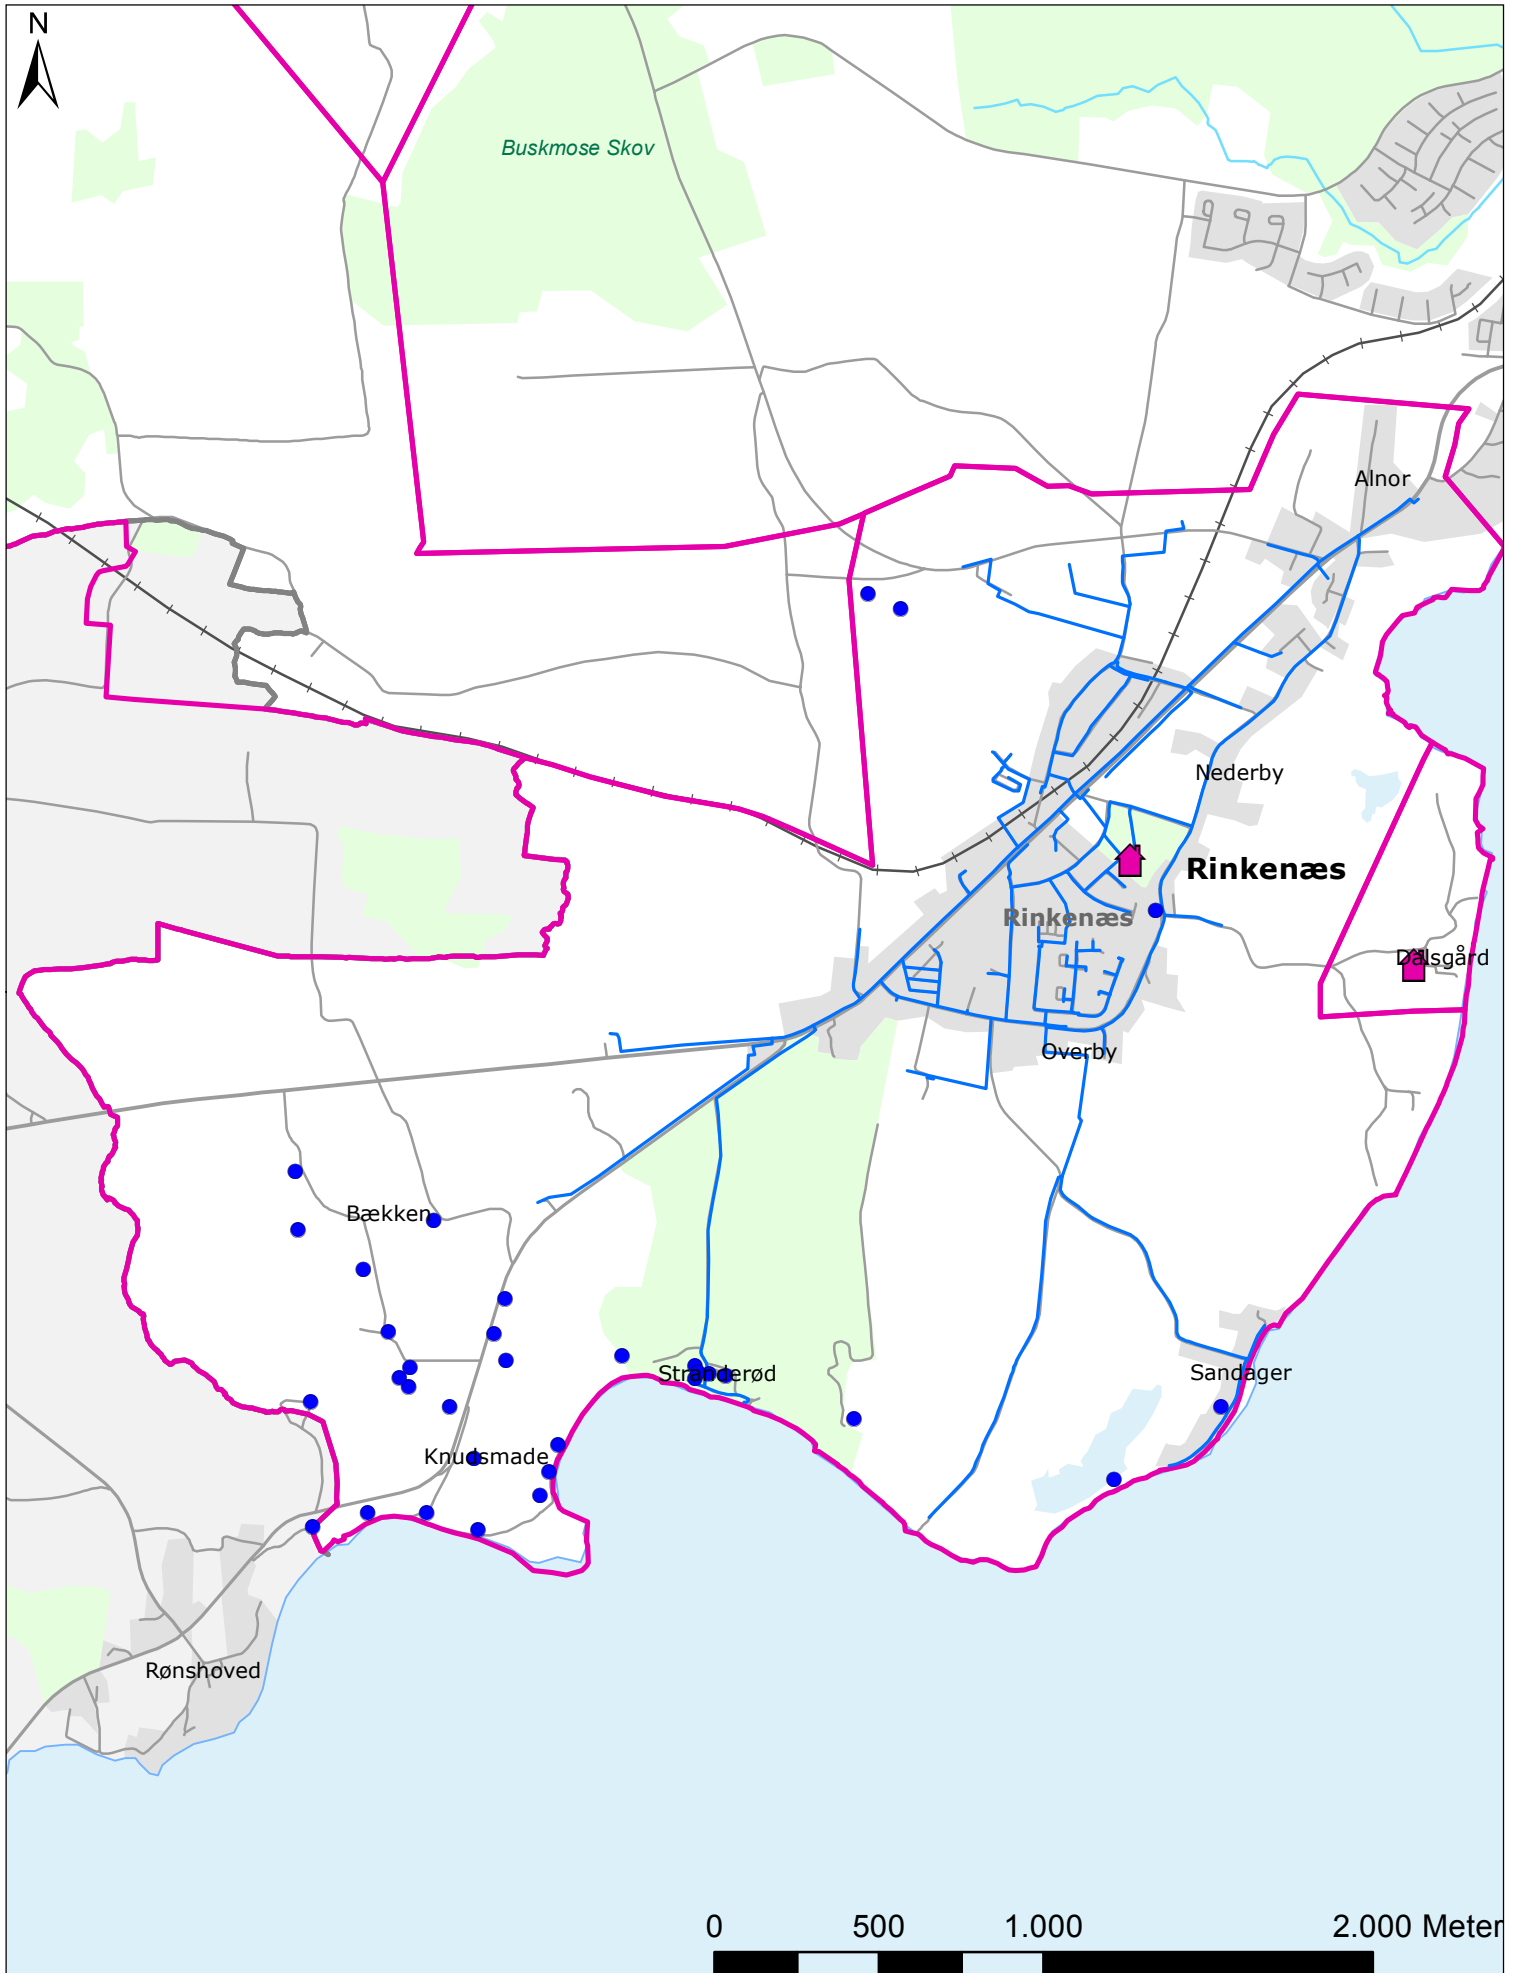 N
Buskmose Skov
Alnor
Nederby
Rinkenæs
Rinkenæs
Dalsgård
Overby
Bækken
Stranderød
Sandager
Knudsmade
Rønshoved
0 500 1.000 2.000 Meter